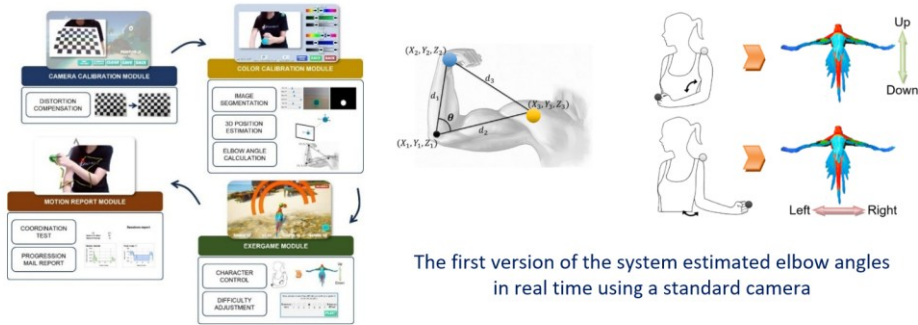 CAMERA CALIBRATION MODULE
DISTORTION
COMPENSATION
COLOR CALIBRATION MODULE
IMAGE
SEGMENTATION
3D POSITION
ESTIMATION
ELBOW ANGLE
CALCULATION
MOTION REPORT MODULE
COORDINATION
TEST
PROGRESSION
MAIL REPORT
EXERGAME MODULE
CHARACTER
CONTROL
DIFFICULTY
ADJUSTMENT
Up
Down
(X₂, Y₂, Z₂)
d₃
d₁
θ
d₂
(X₃, Y₃, Z₃)
(X₁, Y₁, Z₁)
Up
Down
Left
Right
The first version of the system estimated elbow angles
in real time using a standard camera